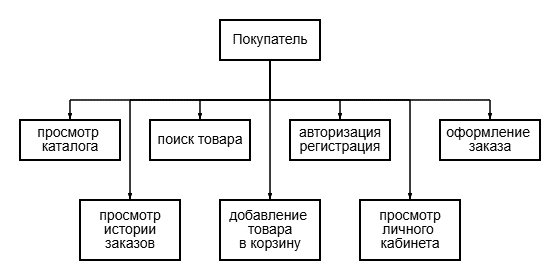 Покупатель
просмотр
каталога
поиск товара
авторизация
регистрация
оформление
заказа
просмотр
истории
заказов
добавление
товара
в корзину
просмотр
личного
кабинета